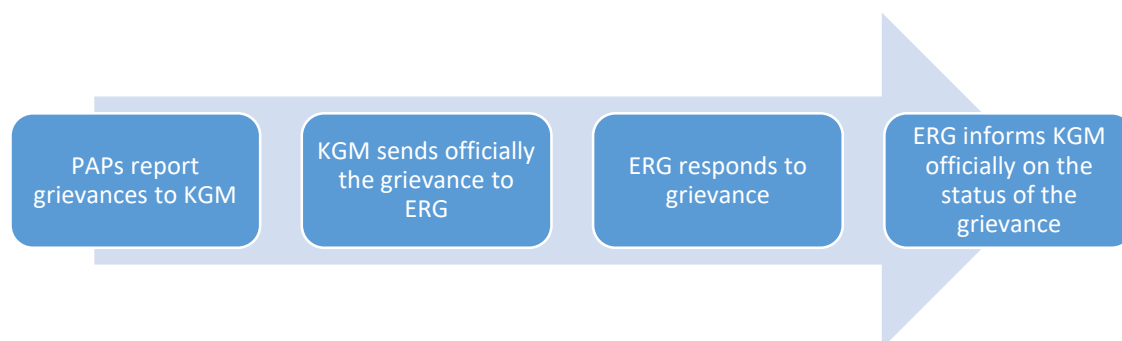 PAPs report
grievances to KGM
KGM sends officially
the grievance to
ERG
ERG responds to
grievance
ERG informs KGM
officially on the
status of the
grievance